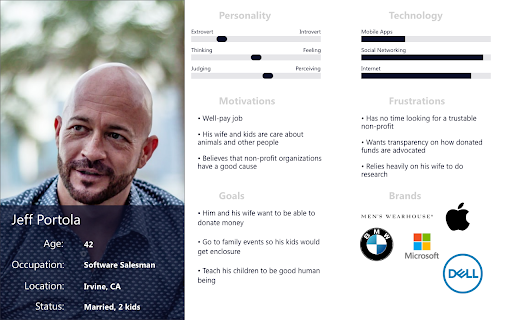 Jeff Portola
Age: 42
Occupation: Software Salesman
Location: Irvine, CA
Status: Married, 2 kids
Personality
Extrovert Introvert
Thinking Feeling
Judging Perceiving
Motivations
• Well-pay job
• His wife and kids are care about
animals and other people
• Believes that non-profit organizations
have a good cause
Goals
• Him and his wife want to be able to
donate money
• Go to family events so his kids would
get enclosure
• Teach his children to be good human
being
Technology
Mobile Apps
Social Networking
Internet
Frustrations
• Has no time looking for a trustable
non-profit
• Wants transparency on how donated
funds are advocated
• Relies heavily on his wife to do
research
Brands
MEN'S WEARHOUSE®
BMW
Microsoft
DELL